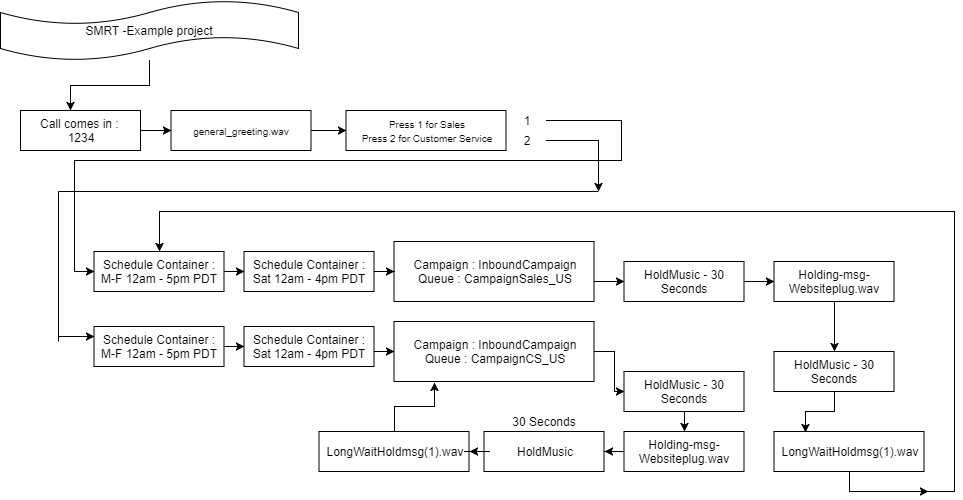 SMRT -Example project
Call comes in :
1234
general_greeting.wav
Press 1 for Sales
Press 2 for Customer Service
1
2
Schedule Container :
M-F 12am - 5pm PDT
Schedule Container :
Sat 12am - 4pm PDT
Campaign : InboundCampaign
Queue : CampaignSales_US
HoldMusic - 30
Seconds
Holding-msg-
Websiteplug.wav
Schedule Container :
M-F 12am - 5pm PDT
Schedule Container :
Sat 12am - 4pm PDT
Campaign : InboundCampaign
Queue : CampaignCS_US
HoldMusic - 30
Seconds
HoldMusic - 30
Seconds
30 Seconds
LongWaitHoldmsg(1).wav
HoldMusic
Holding-msg-
Websiteplug.wav
LongWaitHoldmsg(1).wav